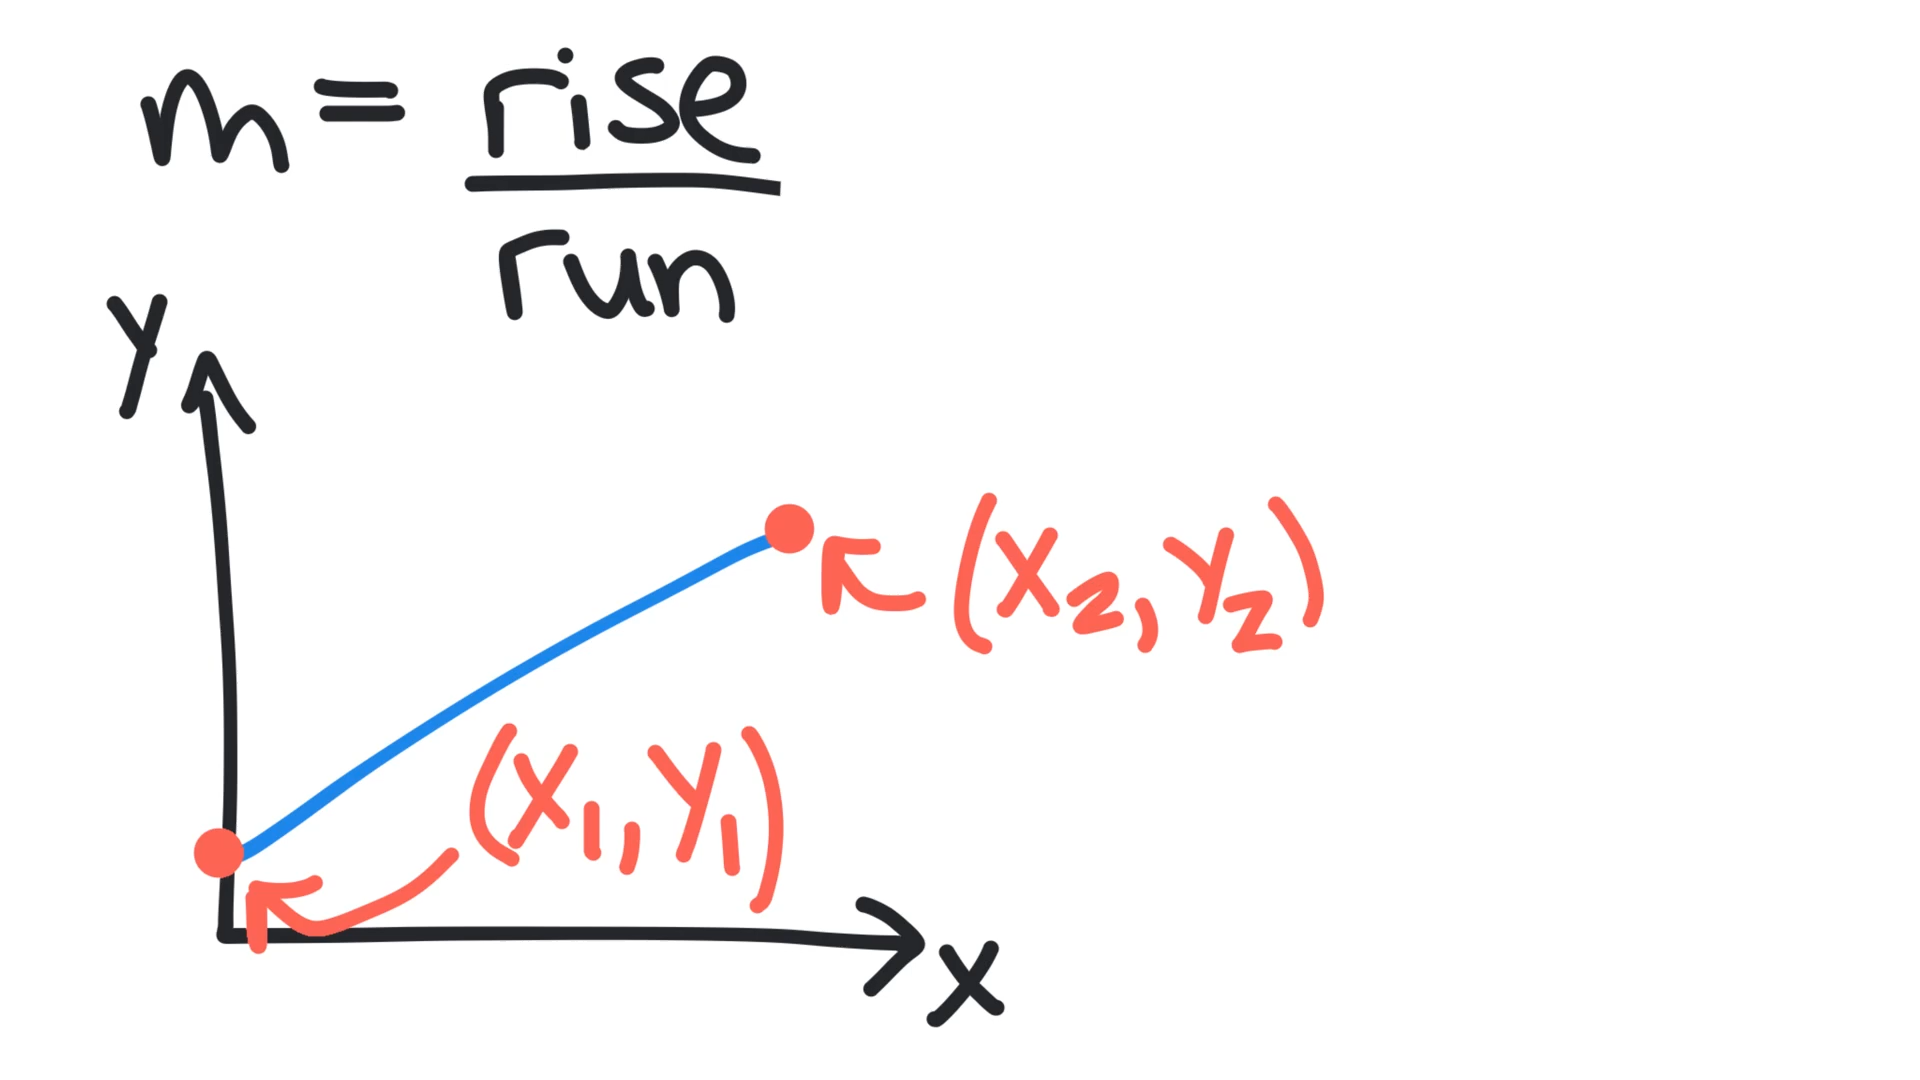 m = rise
run
y
(x₂, y₂)
(x₁, y₁)
x